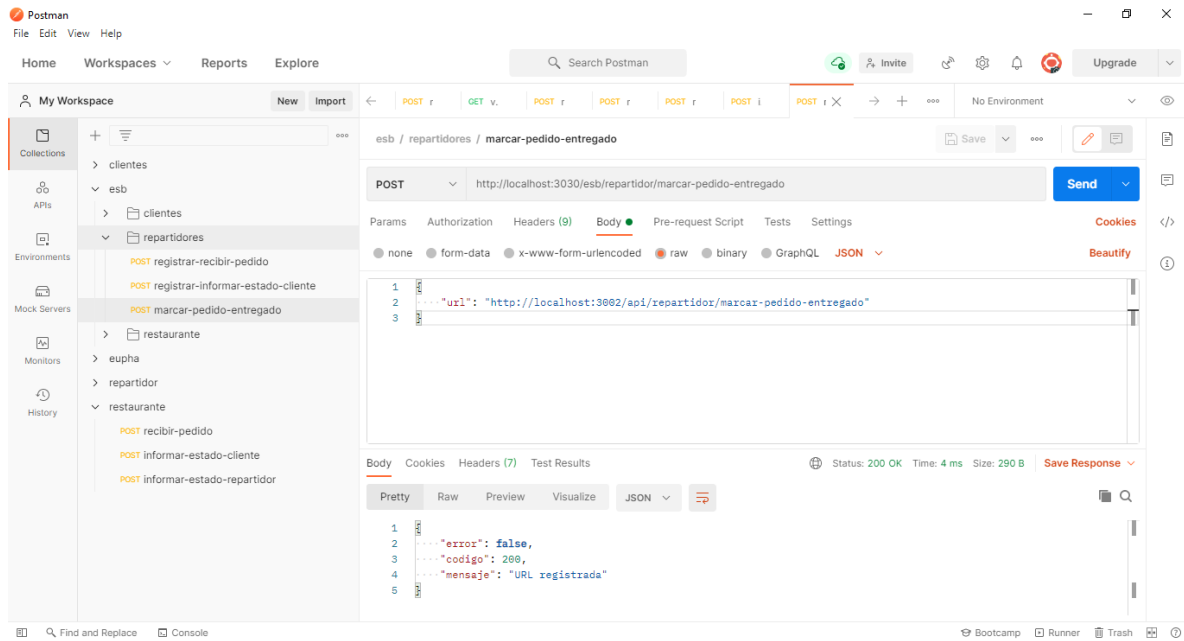 Postman
File Edit View Help
Home Workspaces Reports Explore Search Postman Invite Upgrade
My Workspace New Import
POST r GET v. POST r POST r POST r POST i POST r No Environment
Collections
APIs
Environments
Mock Servers
Monitors
History
clientes
esb
clientes
repartidores
POST registrar-recibir-pedido
POST registrar-informar-estado-cliente
POST marcar-pedido-entregado
restaurante
eupha
repartidor
restaurante
POST recibir-pedido
POST informar-estado-cliente
POST informar-estado-repartidor
esb / repartidores / marcar-pedido-entregado Save
POST http://localhost:3030/esb/repartidor/marcar-pedido-entregado Send
Params Authorization Headers (9) Body Pre-request Script Tests Settings Cookies
none form-data x-www-form-urlencoded raw binary GraphQL JSON Beautify
1 {
2 "url": "http://localhost:3002/api/repartidor/marcar-pedido-entregado"
3 }
Body Cookies Headers (7) Test Results Status: 200 OK Time: 4 ms Size: 290 B Save Response
Pretty Raw Preview Visualize JSON
1 {
2 "error": false,
3 "codigo": 200,
4 "mensaje": "URL registrada"
5 }
Find and Replace Console Bootcamp Runner Trash